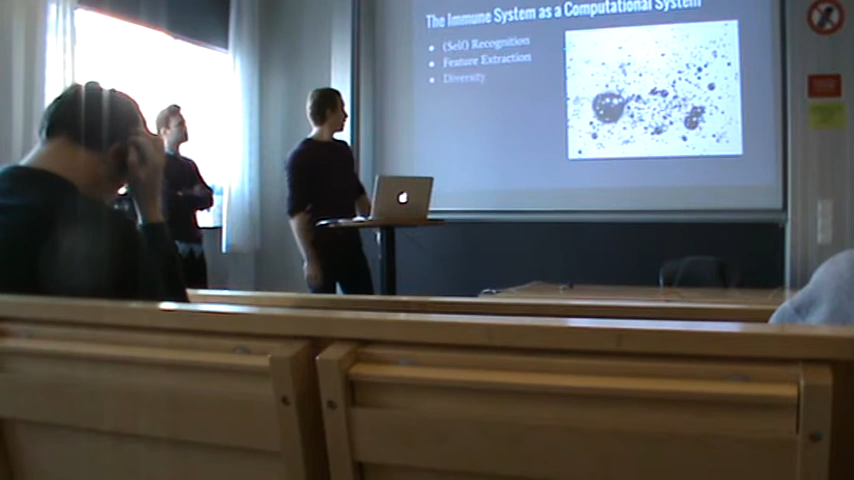 The Immune System as a Computational System
(Self) Recognition
Feature Extraction
Diversity